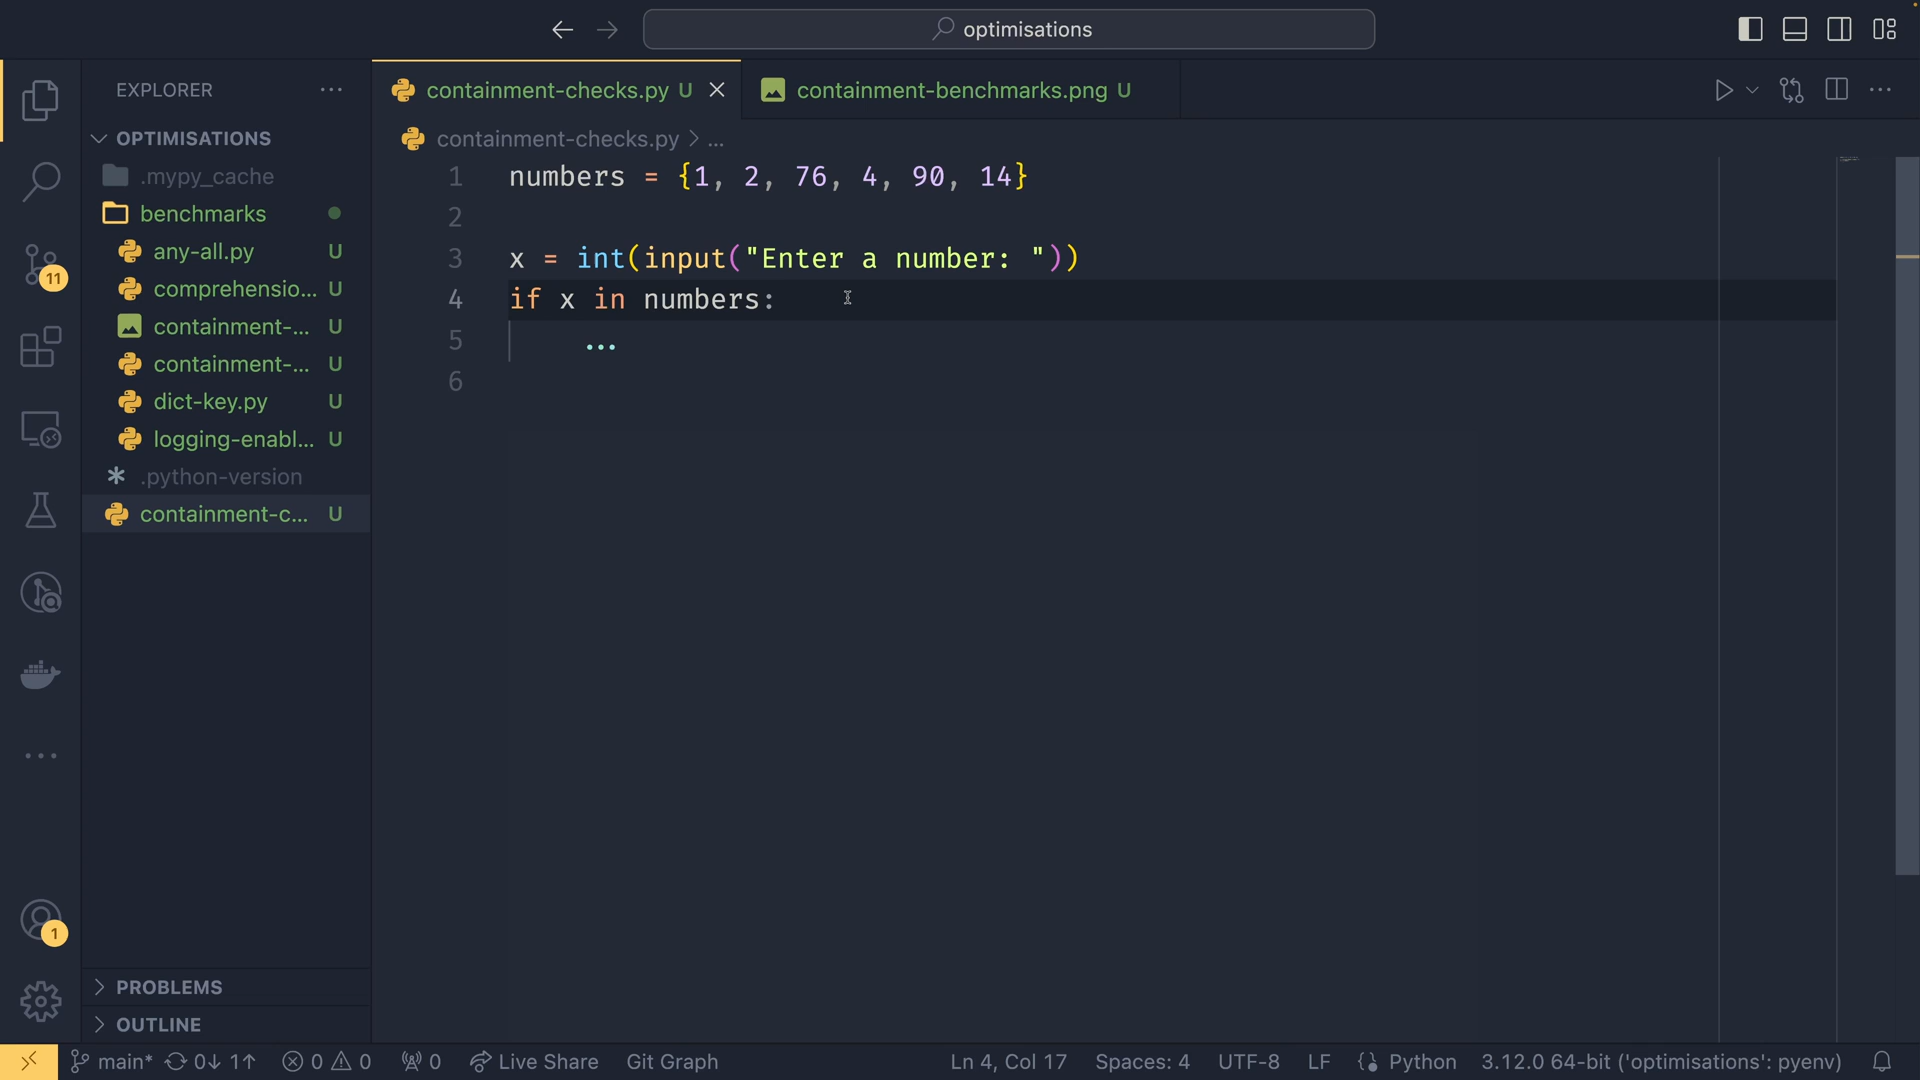 optimisations
EXPLORER ...
containment-checks.py U
containment-benchmarks.png U
OPTIMISATIONS
containment-checks.py > ...
.mypy_cache
benchmarks
any-all.py U
comprehensio... U
containment-... U
containment-... U
dict-key.py U
logging-enabl... U
.python-version
containment-c... U
1 numbers = {1, 2, 76, 4, 90, 14}
2
3 x = int(input("Enter a number: "))
4 if x in numbers:
5 ...
6
11
1
PROBLEMS
OUTLINE
main* 0↓ 1↑ 0 0 0 Live Share Git Graph Ln 4, Col 17 Spaces: 4 UTF-8 LF Python 3.12.0 64-bit ('optimisations': pyenv)